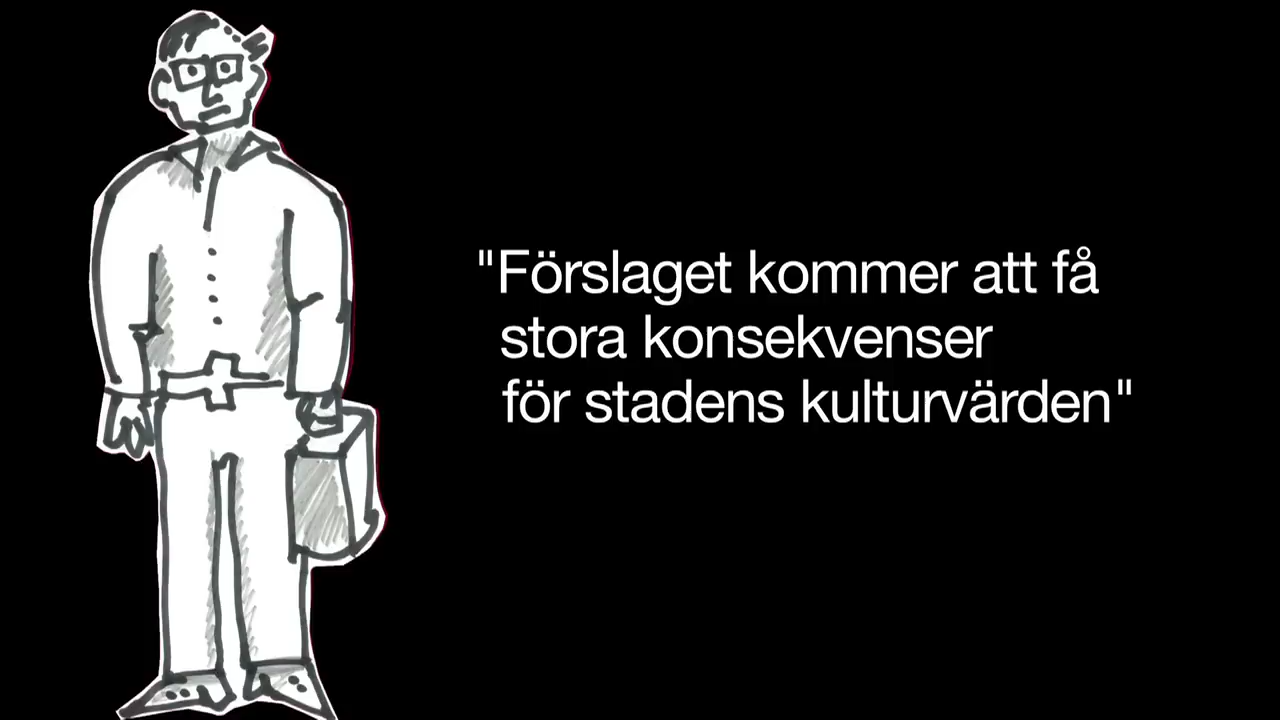 "Förslaget kommer att få
stora konsekvenser
för stadens kulturvärden"